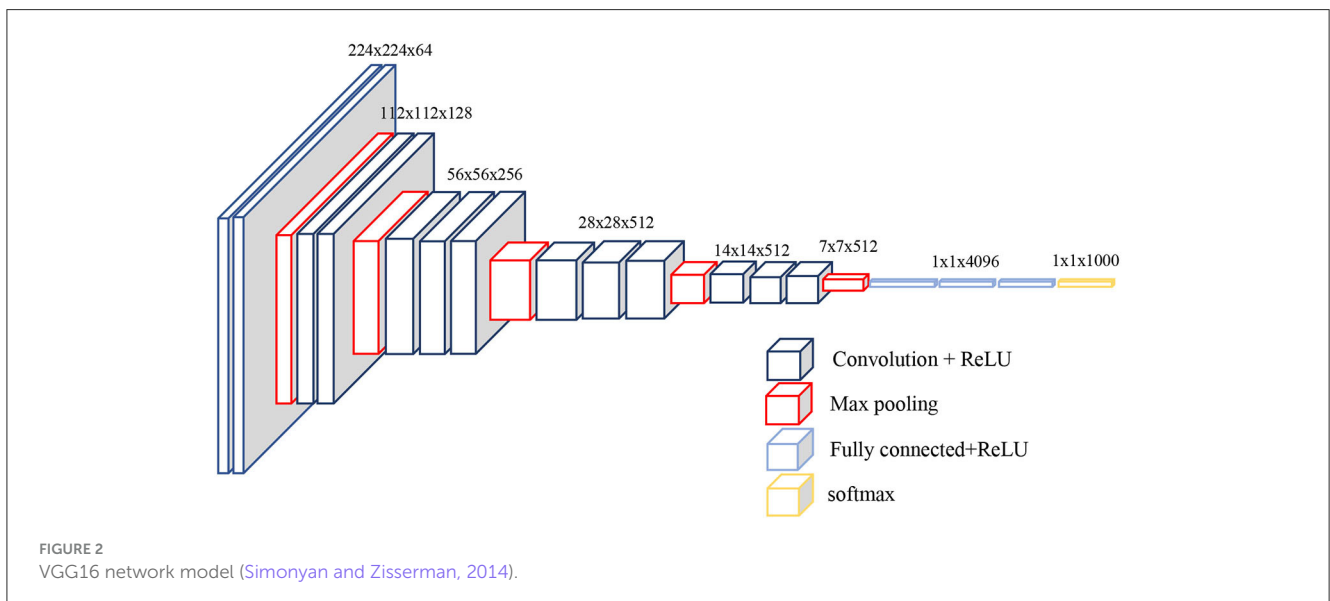 224x224x64
112x112x128
56x56x256
28x28x512
14x14x512
7x7x512
1x1x4096
1x1x1000
Convolution + ReLU
Max pooling
Fully connected+ReLU
softmax
FIGURE 2
VGG16 network model (Simonyan and Zisserman, 2014).